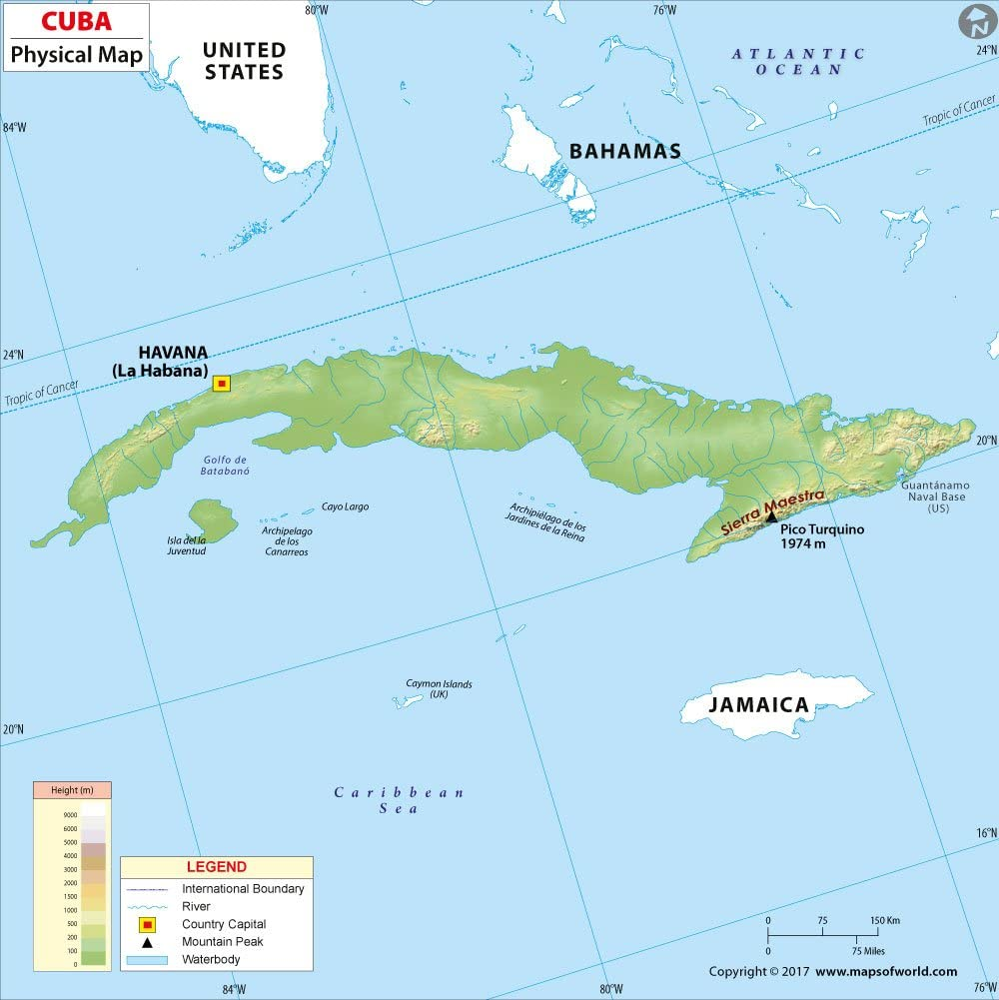 CUBA
Physical Map
80°W
76°W
N
24°N
UNITED
STATES
ATLANTIC
OCEAN
84°W
Tropic of Cancer
BAHAMAS
HAVANA
(La Habana)
24°N
Tropic of Cancer
20°N
Golfo de
Batabanó
Guantánamo
Naval Base
(US)
Sierra Maestra
Cayo Largo
Archipiélago de los
Jardines de la Reina
Isla del la
Juventud
Archipelago
de los
Canarreos
Pico Turquino
1974 m
Caymon Islands
(UK)
JAMAICA
20°N
Caribbean
Sea
Height (m)
9000
6000
5000
4000
3000
2000
1500
1000
500
200
100
0
LEGEND
International Boundary
River
Country Capital
Mountain Peak
Waterbody
16°N
0 75 150 Km
0 75 Miles
Copyright © 2017 www.mapsofworld.com
84°W
80°W
76°W